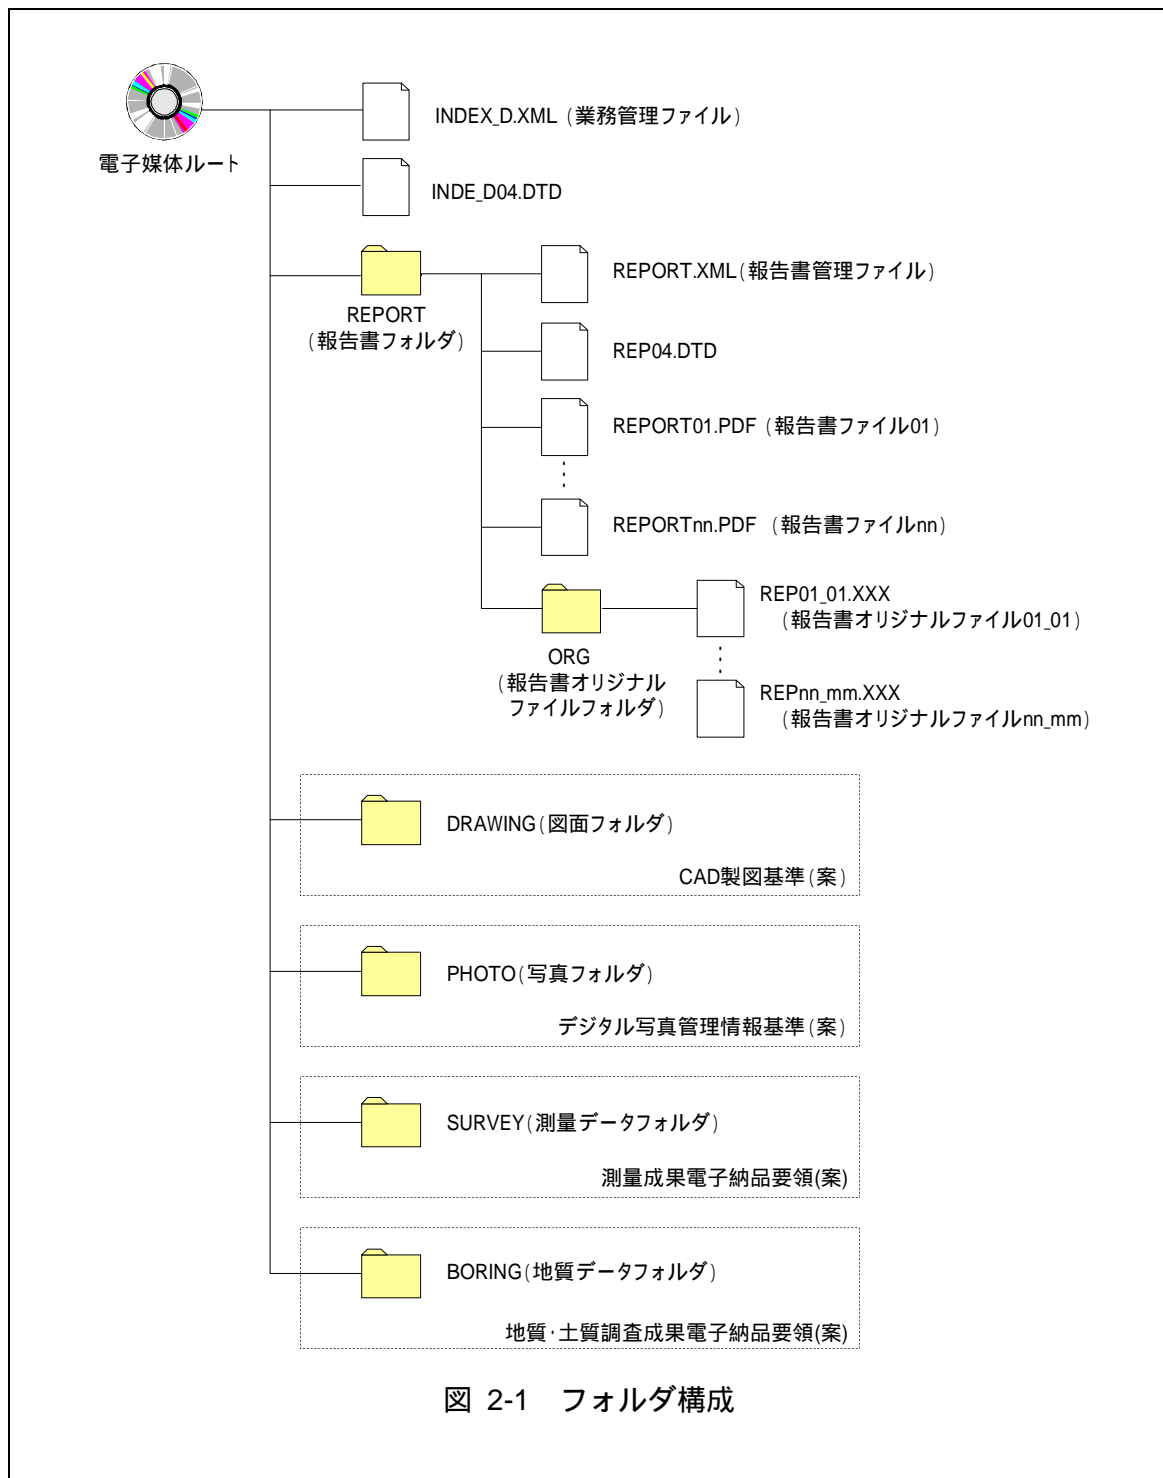 INDEX_D.XML (業務管理ファイル)
電子媒体ルート
INDE_D04.DTD
REPORT
(報告書フォルダ)
REPORT.XML(報告書管理ファイル)
REP04.DTD
REPORT01.PDF (報告書ファイル01)
REPORTnn.PDF (報告書ファイルnn)
ORG
(報告書オリジナル
ファイルフォルダ)
REP01_01.XXX
(報告書オリジナルファイル01_01)
REPnn_mm.XXX
(報告書オリジナルファイルnn_mm)
DRAWING(図面フォルダ)
CAD製図基準(案)
PHOTO(写真フォルダ)
デジタル写真管理情報基準(案)
SURVEY(測量データフォルダ)
測量成果電子納品要領(案)
BORING(地質データフォルダ)
地質・土質調査成果電子納品要領(案)
図 2-1 フォルダ構成